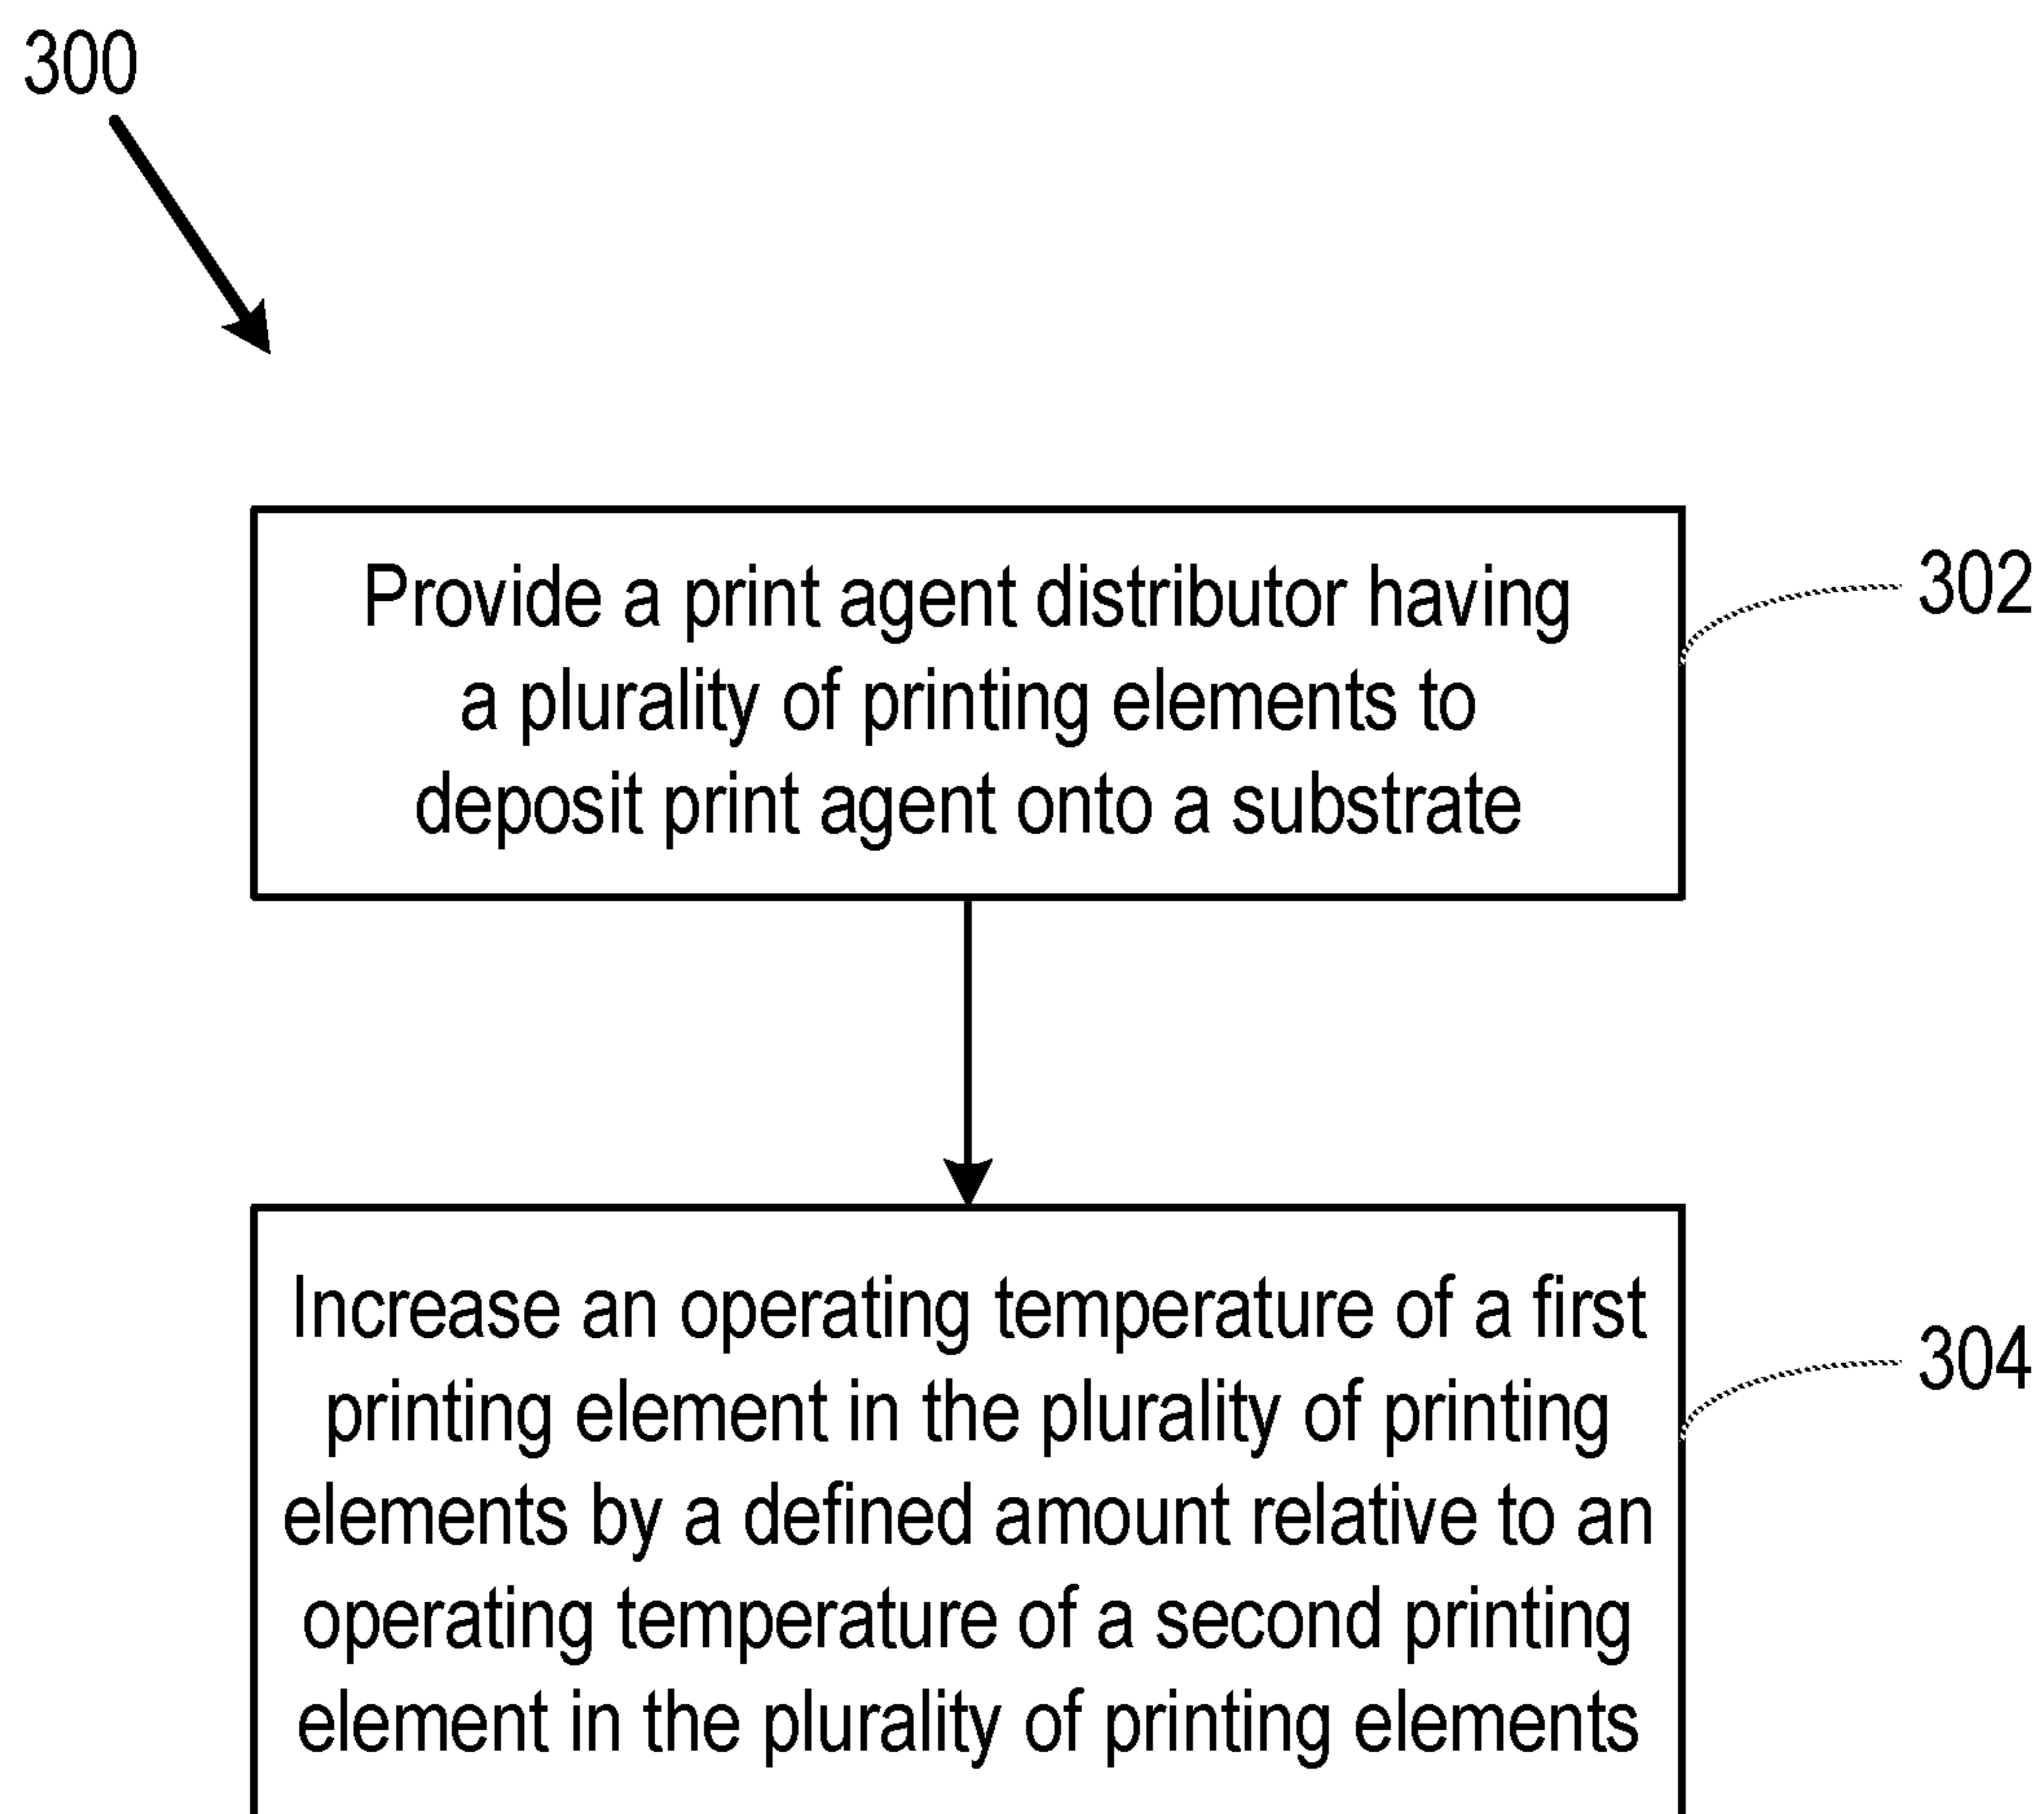 300
Provide a print agent distributor having
a plurality of printing elements to
deposit print agent onto a substrate
302
Increase an operating temperature of a first
printing element in the plurality of printing
elements by a defined amount relative to an
operating temperature of a second printing
element in the plurality of printing elements
304